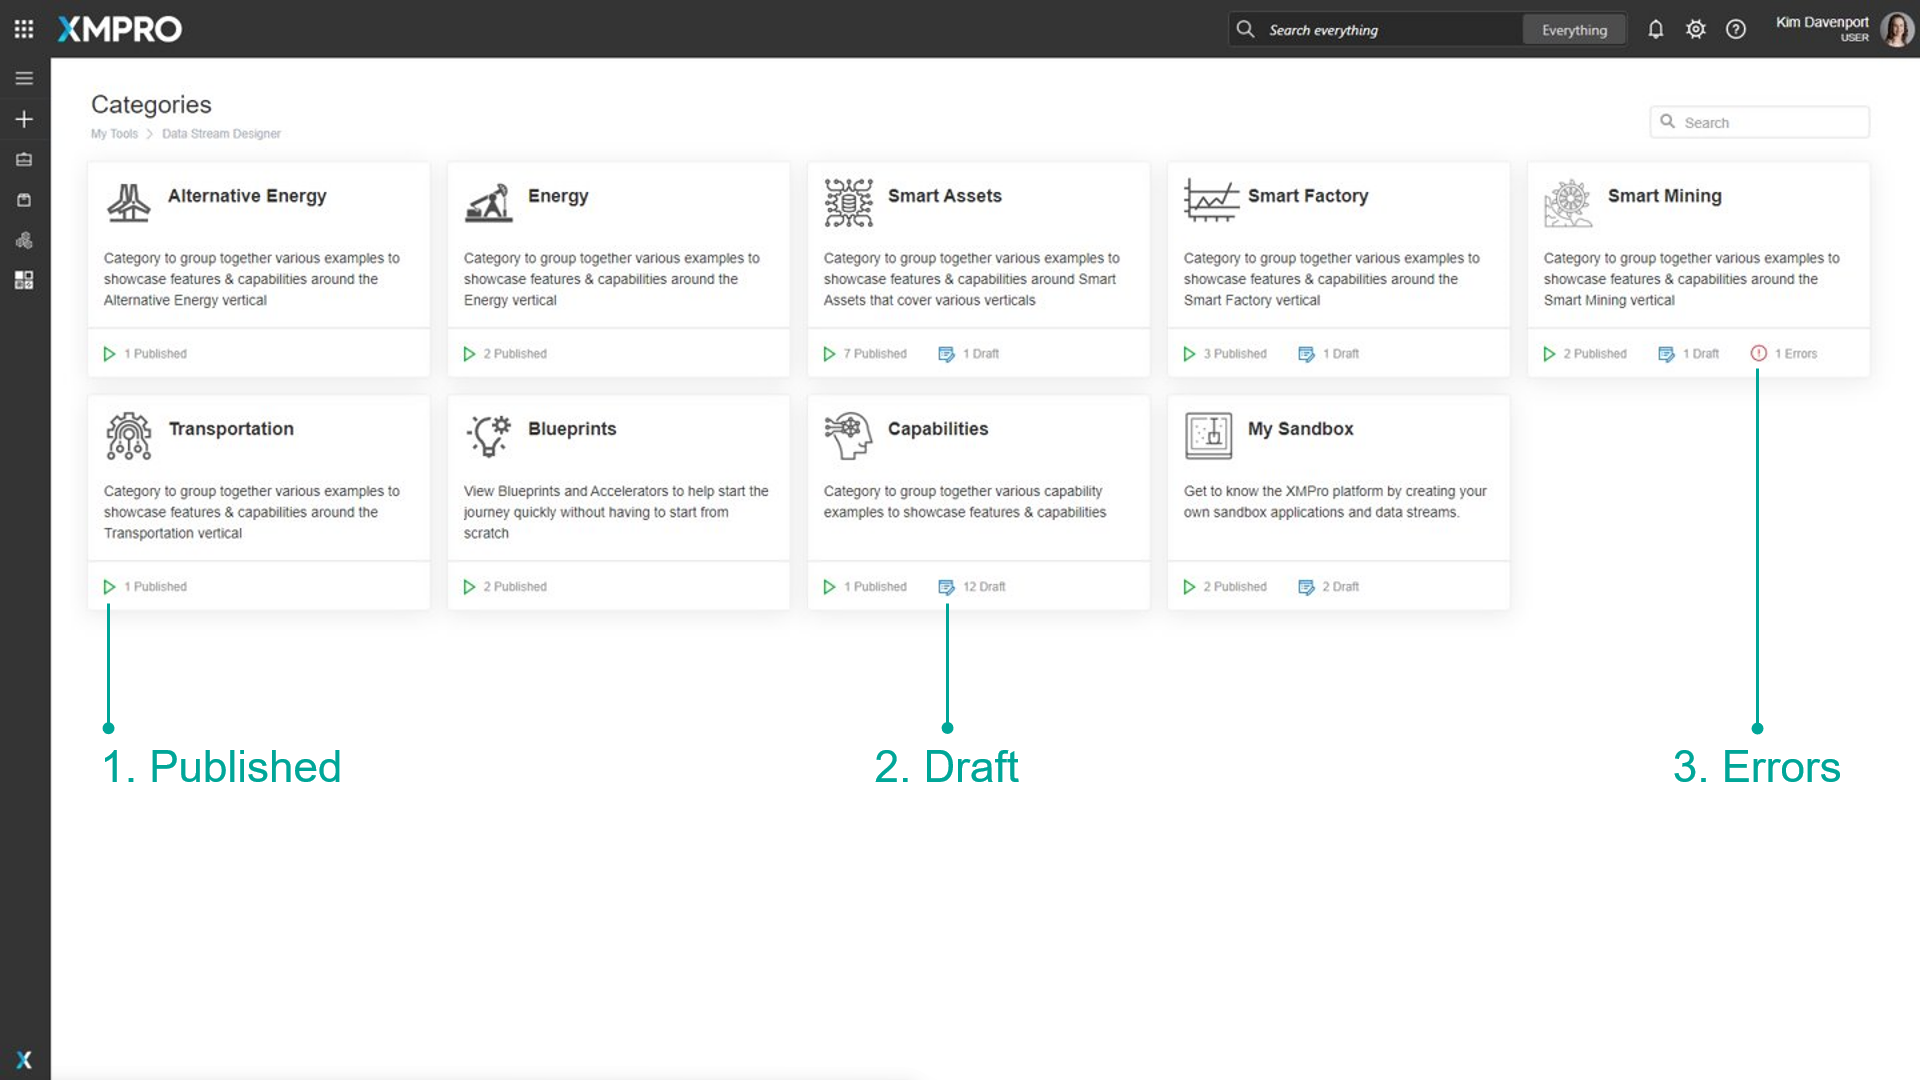 XMPRO
Search everything
Everything
Kim Davenport
USER
Categories
My Tools > Data Stream Designer
Search
Alternative Energy
Category to group together various examples to
showcase features & capabilities around the
Alternative Energy vertical
1 Published
Energy
Category to group together various examples to
showcase features & capabilities around the
Energy vertical
2 Published
Smart Assets
Category to group together various examples to
showcase features & capabilities around Smart
Assets that cover various verticals
7 Published
1 Draft
Smart Factory
Category to group together various examples to
showcase features & capabilities around the
Smart Factory vertical
3 Published
1 Draft
Smart Mining
Category to group together various examples to
showcase features & capabilities around the
Smart Mining vertical
2 Published
1 Draft
1 Errors
Transportation
Category to group together various examples to
showcase features & capabilities around the
Transportation vertical
1 Published
Blueprints
View Blueprints and Accelerators to help start the
journey quickly without having to start from
scratch
2 Published
Capabilities
Category to group together various capability
examples to showcase features & capabilities
1 Published
12 Draft
My Sandbox
Get to know the XMPro platform by creating your
own sandbox applications and data streams.
2 Published
2 Draft
1. Published
2. Draft
3. Errors
X